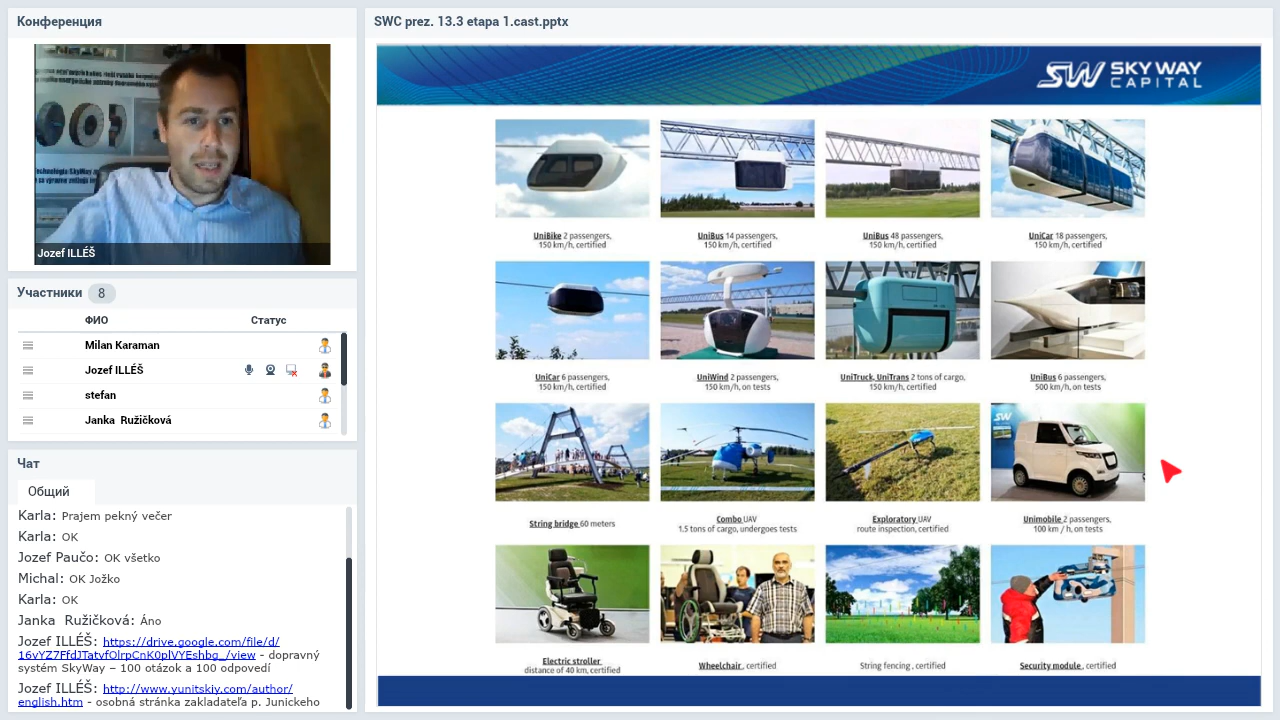 Конференция
Jozef ILLÉŠ
Участники 8
ФИО Статус
Milan Karaman
Jozef ILLÉŠ
stefan
Janka Ružičková
Чат
Общий
Karla: Prajem pekný večer
Karla: OK
Jozef Paučo: OK všetko
Michal: OK Jožko
Karla: OK
Janka Ružičková: Áno
Jozef ILLÉŠ: https://drive.google.com/file/d/
16vYZ7FfdJTatvfOlrpCnK0plVYEshbg_/view - dopravný
systém SkyWay – 100 otázok a 100 odpovedí
Jozef ILLÉŠ: http://www.yunitskiy.com/author/
english.htm - osobná stránka zakladateľa p. Junického
SWC prez. 13.3 etapa 1.cast.pptx
SW SKY WAY
CAPITAL
UniBike 2 passengers,
150 km/h, certified
UniBus 14 passengers,
150 km/h, certified
UniBus 48 passengers,
150 km/h, certified
UniCar 18 passengers,
150 km/h, certified
UniCar 6 passengers,
150 km/h, certified
UniWind 2 passengers,
150 km/h, on tests
UniTruck, UniTrans 2 tons of cargo,
150 km/h, certified
UniBus 6 passengers,
500 km/h, on tests
String bridge 60 meters
Combo UAV
1.5 tons of cargo, undergoes tests
Exploratory UAV
route inspection, certified
SW
Unimobile 2 passengers,
100 km / h, on tests
Electric stroller,
distance of 40 km, certified
Wheelchair , certified
String fencing , certified
Security module , certified